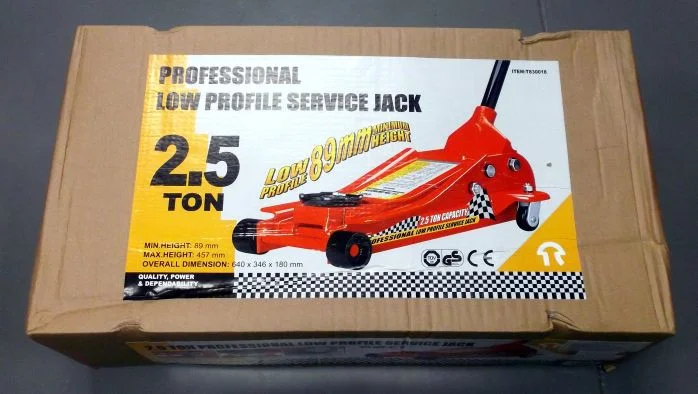 PROFESSIONAL
LOW PROFILE SERVICE JACK
ITEM:T830018
2.5
TON
LOW
PROFILE
89mm
MINIMUM
HEIGHT
2.5 TON CAPACITY
PROFESSIONAL LOW PROFILE SERVICE JACK
MIN.HEIGHT: 89 mm
MAX.HEIGHT: 457 mm
OVERALL DIMENSION: 640 x 346 x 180 mm
QUALITY, POWER
& DEPENDABILITY
GS CE
2.5 TON PROFESSIONAL LOW PROFILE SERVICE JACK